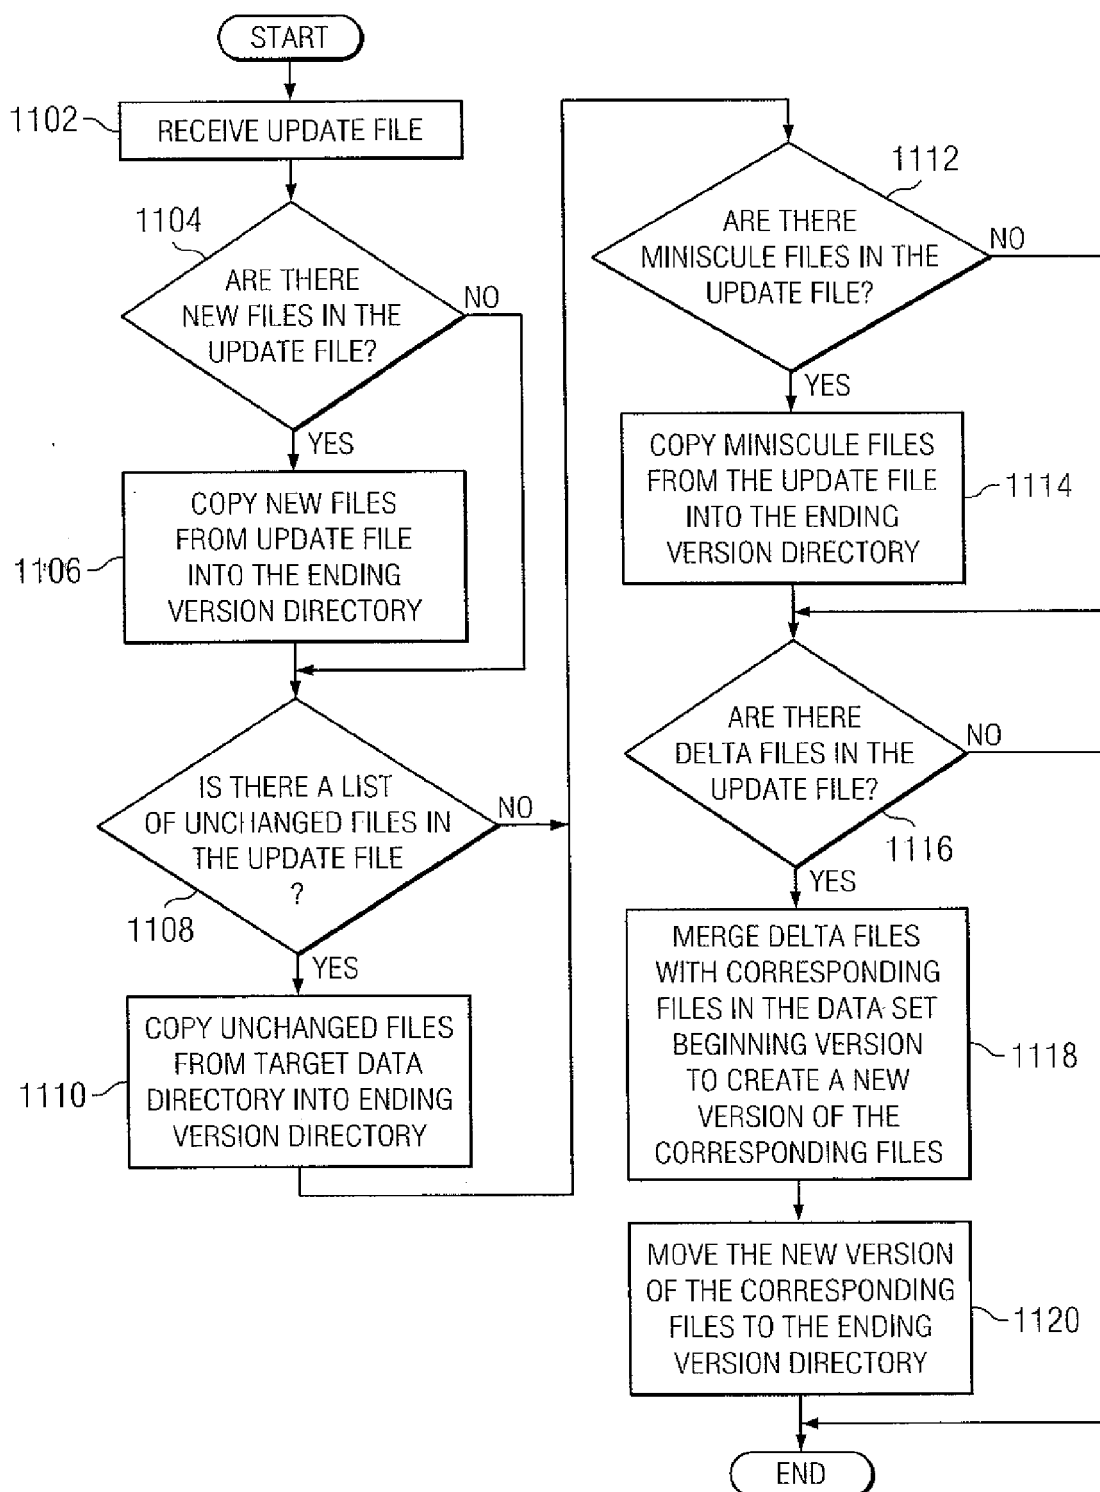 START
1102
RECEIVE UPDATE FILE
1104
ARE THERE
NEW FILES IN THE
UPDATE FILE?
NO
YES
1106
COPY NEW FILES
FROM UPDATE FILE
INTO THE ENDING
VERSION DIRECTORY
IS THERE A LIST
OF UNCHANGED FILES IN
THE UPDATE FILE
?
NO
1108
YES
1110
COPY UNCHANGED FILES
FROM TARGET DATA
DIRECTORY INTO ENDING
VERSION DIRECTORY
1112
ARE THERE
MINISCULE FILES IN THE
UPDATE FILE?
NO
YES
COPY MINISCULE FILES
FROM THE UPDATE FILE
INTO THE ENDING
VERSION DIRECTORY
1114
ARE THERE
DELTA FILES IN THE
UPDATE FILE?
NO
1116
YES
MERGE DELTA FILES
WITH CORRESPONDING
FILES IN THE DATA SET
BEGINNING VERSION
TO CREATE A NEW
VERSION OF THE
CORRESPONDING FILES
1118
MOVE THE NEW VERSION
OF THE CORRESPONDING
FILES TO THE ENDING
VERSION DIRECTORY
1120
END